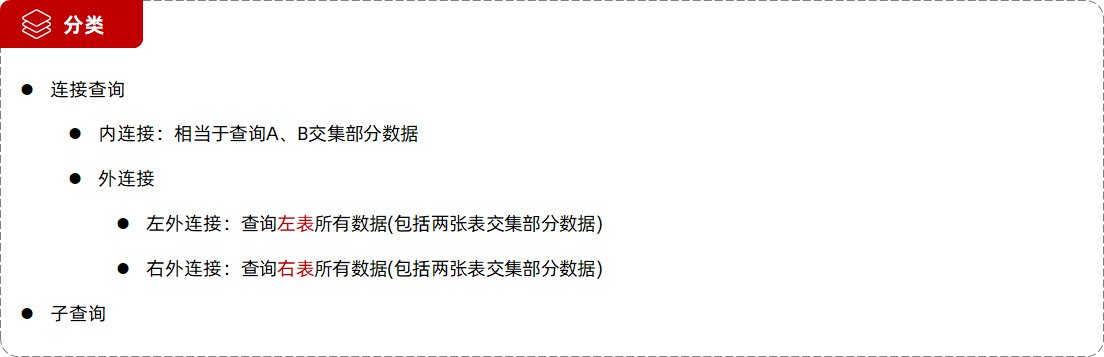 分类
连接查询
内连接：相当于查询A、B交集部分数据
外连接
左外连接：查询左表所有数据(包括两张表交集部分数据)
右外连接：查询右表所有数据(包括两张表交集部分数据)
子查询